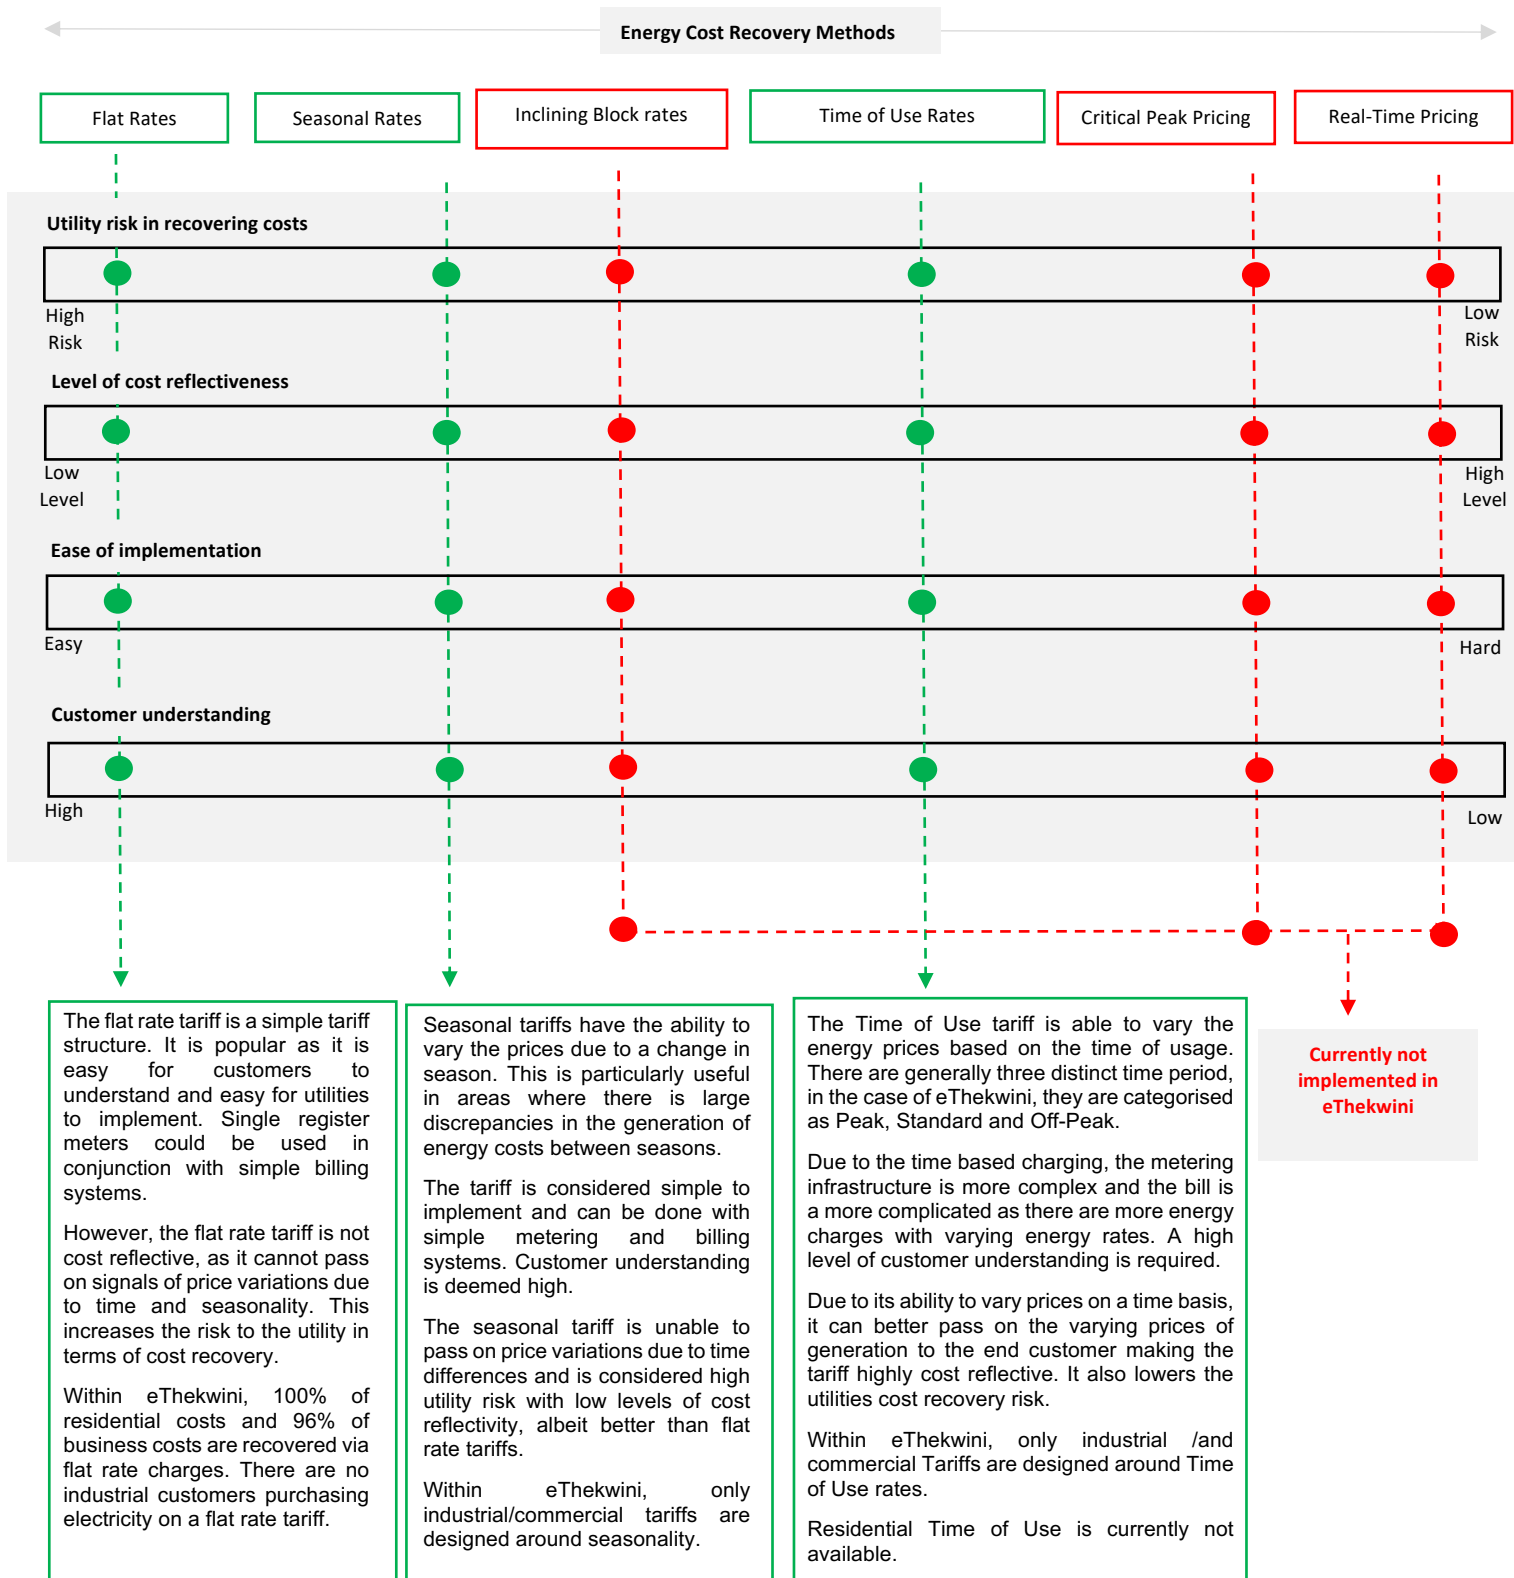 Energy Cost Recovery Methods
Flat Rates
Seasonal Rates
Inclining Block rates
Time of Use Rates
Critical Peak Pricing
Real-Time Pricing
Utility risk in recovering costs
High
Risk
Low
Risk
Level of cost reflectiveness
Low
Level
High
Level
Ease of implementation
Easy
Hard
Customer understanding
High
Low
The flat rate tariff is a simple tariff
structure. It is popular as it is
easy for customers to
understand and easy for utilities
to implement. Single register
meters could be used in
conjunction with simple billing
systems.
However, the flat rate tariff is not
cost reflective, as it cannot pass
on signals of price variations due
to time and seasonality. This
increases the risk to the utility in
terms of cost recovery.
Within eThekwini, 100% of
residential costs and 96% of
business costs are recovered via
flat rate charges. There are no
industrial customers purchasing
electricity on a flat rate tariff.
Seasonal tariffs have the ability to
vary the prices due to a change in
season. This is particularly useful
in areas where there is large
discrepancies in the generation of
energy costs between seasons.
The tariff is considered simple to
implement and can be done with
simple metering and billing
systems. Customer understanding
is deemed high.
The seasonal tariff is unable to
pass on price variations due to time
differences and is considered high
utility risk with low levels of cost
reflectivity, albeit better than flat
rate tariffs.
Within eThekwini, only
industrial/commercial tariffs are
designed around seasonality.
The Time of Use tariff is able to vary the
energy prices based on the time of usage.
There are generally three distinct time period,
in the case of eThekwini, they are categorised
as Peak, Standard and Off-Peak.
Due to the time based charging, the metering
infrastructure is more complex and the bill is
a more complicated as there are more energy
charges with varying energy rates. A high
level of customer understanding is required.
Due to its ability to vary prices on a time basis,
it can better pass on the varying prices of
generation to the end customer making the
tariff highly cost reflective. It also lowers the
utilities cost recovery risk.
Within eThekwini, only industrial /and
commercial Tariffs are designed around Time
of Use rates.
Residential Time of Use is currently not
available.
Currently not
implemented in
eThekwini